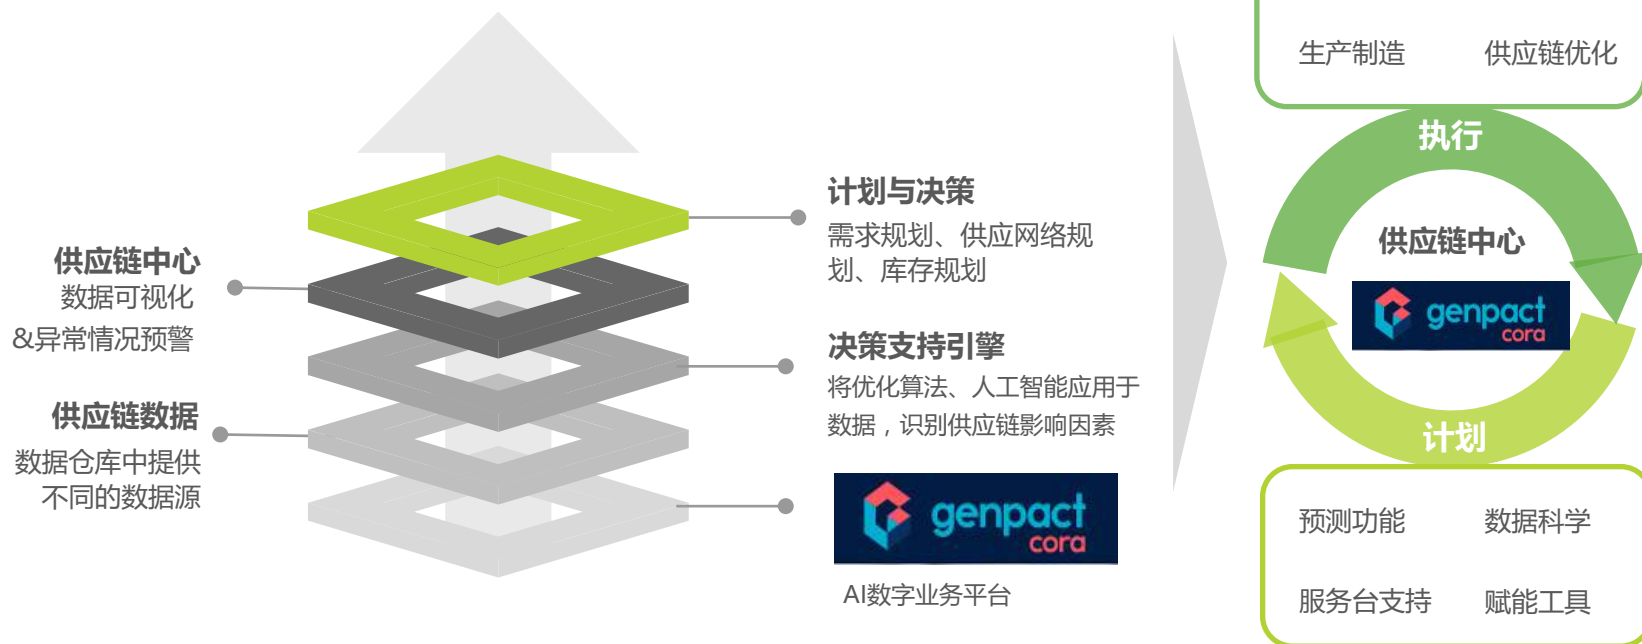 供应链中心
数据可视化
&异常情况预警
供应链数据
数据仓库中提供
不同的数据源
计划与决策
需求规划、供应网络规
划、库存规划
决策支持引擎
将优化算法、人工智能应用于
数据，识别供应链影响因素
genpact
cora
AI数字业务平台
生产制造
供应链优化
执行
供应链中心
genpact
cora
计划
预测功能
数据科学
服务台支持
赋能工具